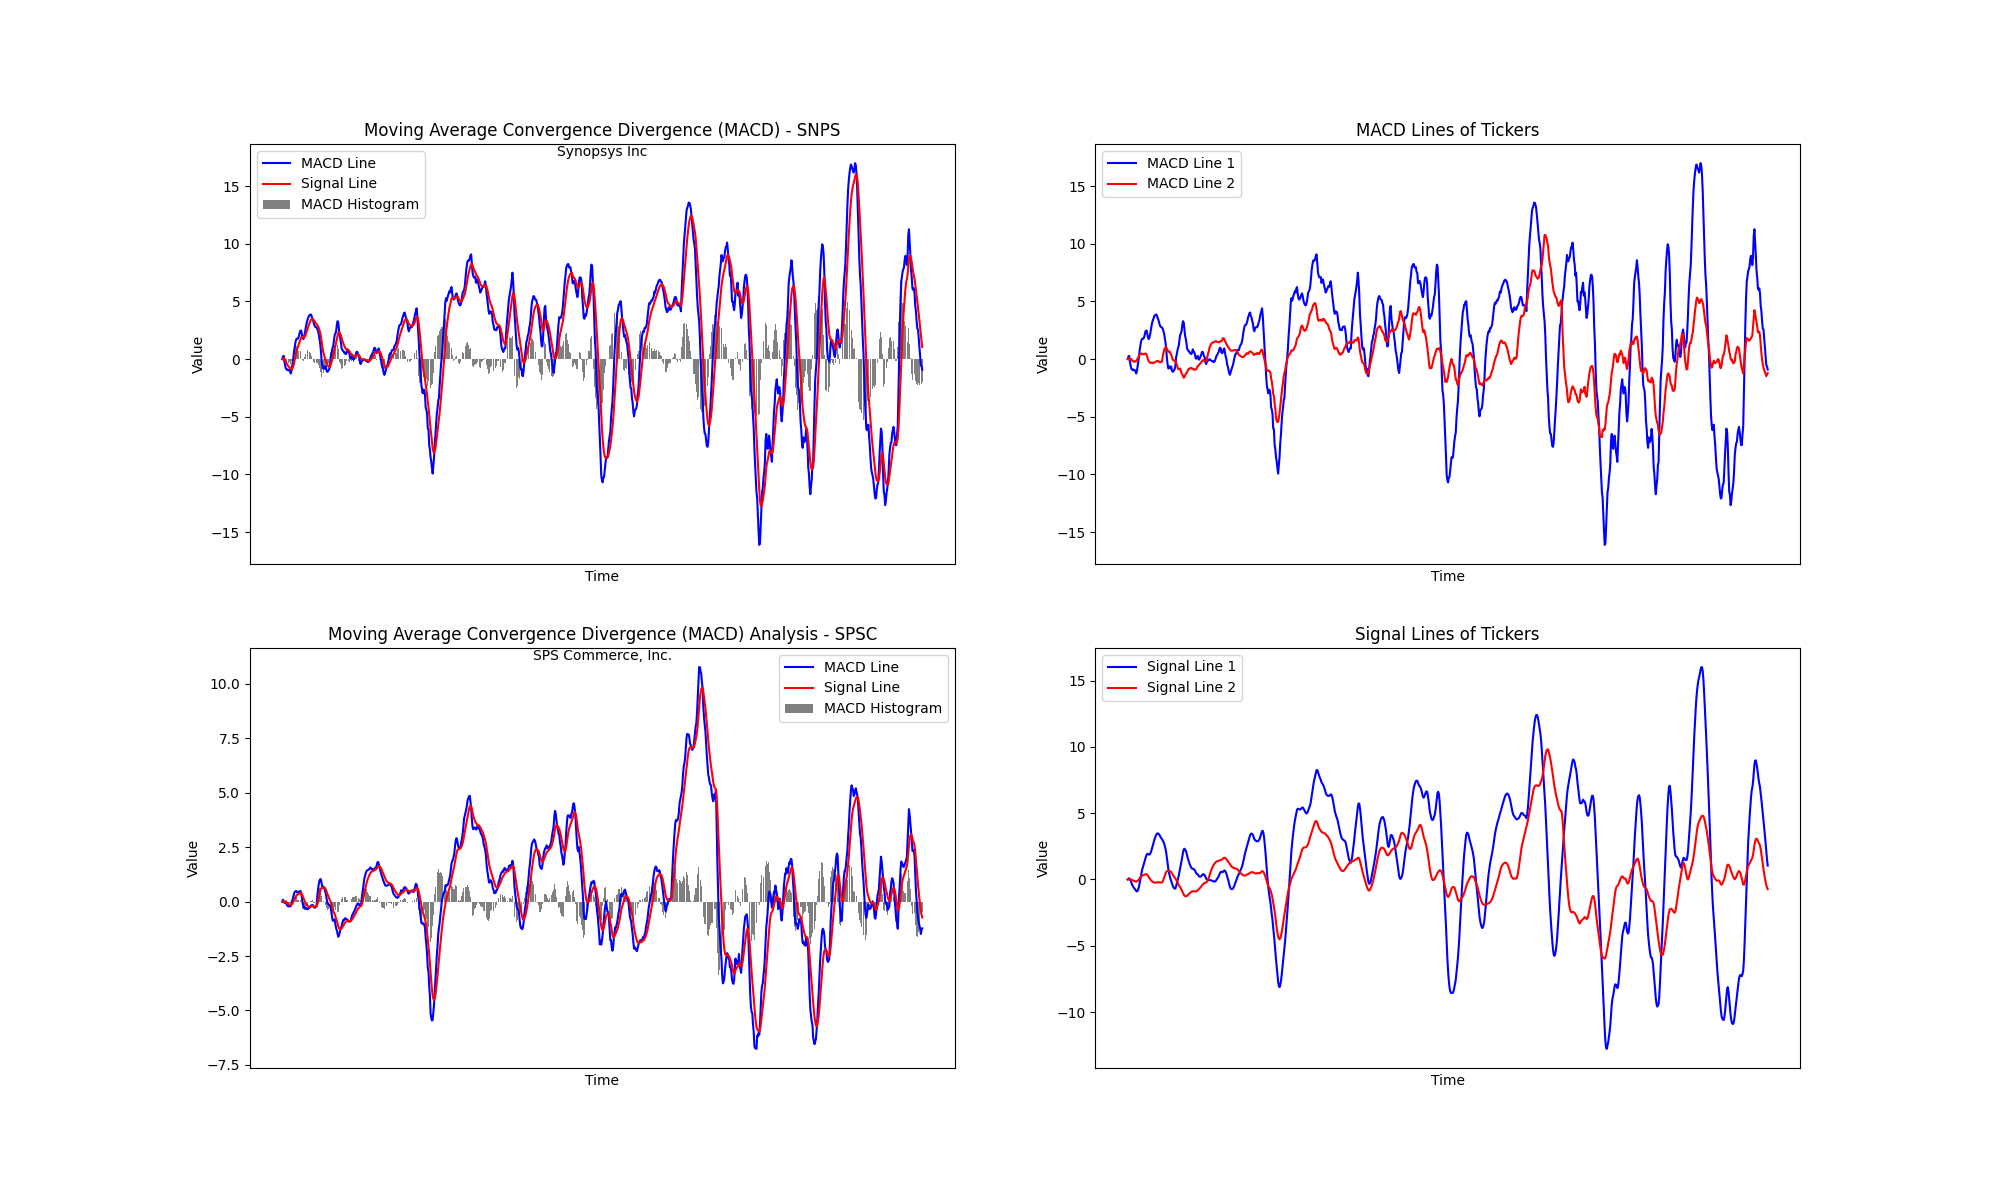 Moving Average Convergence Divergence (MACD) - SNPS
Synopsys Inc
MACD Line
Signal Line
MACD Histogram
15
10
5
0
−5
−10
−15
Value
Time
MACD Lines of Tickers
MACD Line 1
MACD Line 2
15
10
5
0
−5
−10
−15
Value
Time
Moving Average Convergence Divergence (MACD) Analysis - SPSC
SPS Commerce, Inc.
MACD Line
Signal Line
MACD Histogram
10.0
7.5
5.0
2.5
0.0
−2.5
−5.0
−7.5
Value
Time
Signal Lines of Tickers
Signal Line 1
Signal Line 2
15
10
5
0
−5
−10
Value
Time